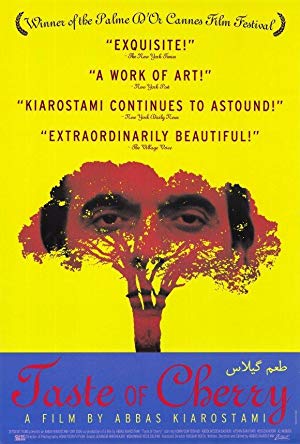 Winner of the Palme D'Or Cannes Film Festival
"EXQUISITE!"
-The New York Times
"A WORK OF ART!"
-New York Post
"KIAROSTAMI CONTINUES TO ASTOUND!"
-New York Daily News
"EXTRAORDINARILY BEAUTIFUL!"
-The Village Voice
طعم گیلاس
Taste of Cherry
A FILM BY ABBAS KIAROSTAMI